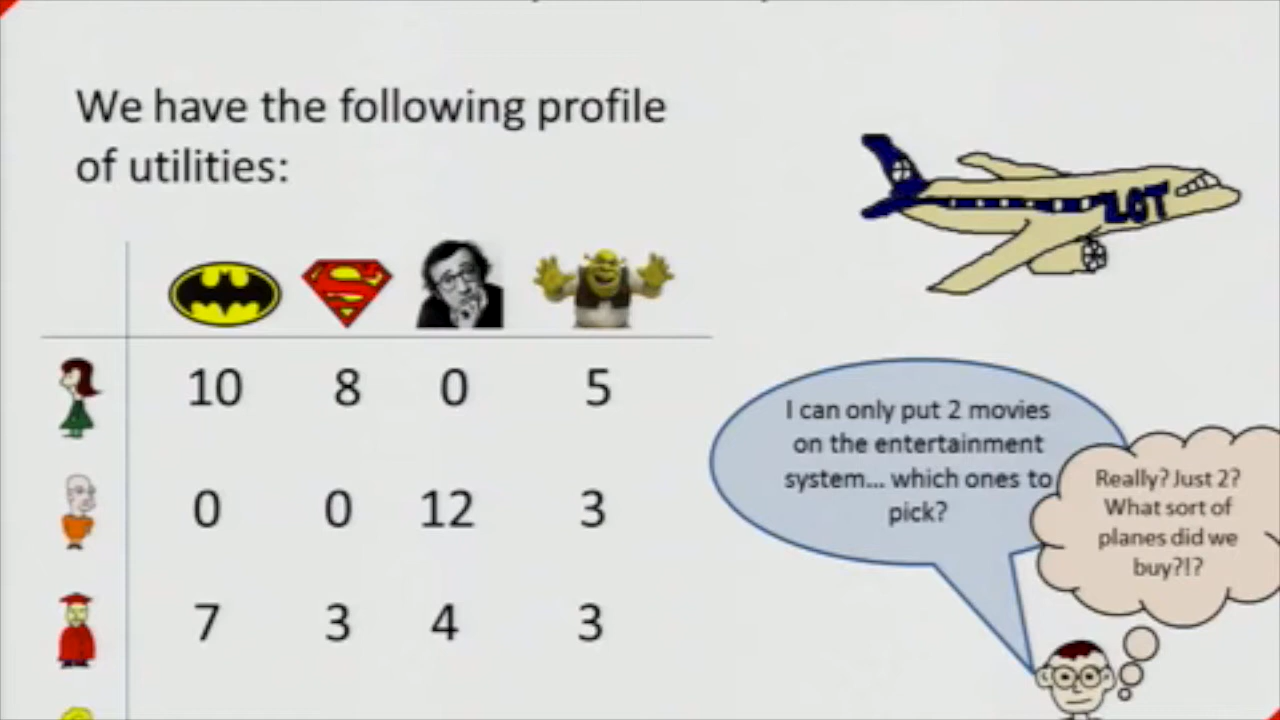 We have the following profile
of utilities:
LOT
10 8 0 5
0 0 12 3
7 3 4 3
I can only put 2 movies
on the entertainment
system... which ones to
pick?
Really? Just 2?
What sort of
planes did we
buy?!?